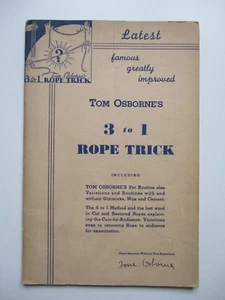 Latest
famous
greatly
improved
?
Tom Osborne's
3 to 1 ROPE TRICK
TOM OSBORNE'S
3 to 1
ROPE TRICK
INCLUDING
TOM OSBORNE'S Pet Routine also
Variations and Routines with and
without Gimmicks, Wax and Cement.
The 4 to 1 Method and the last word
in Cut and Restored Ropes explain-
ing the Cuts-by-Audience. Variations
even to returning Rope to audience
for examination.
Tom Osborne